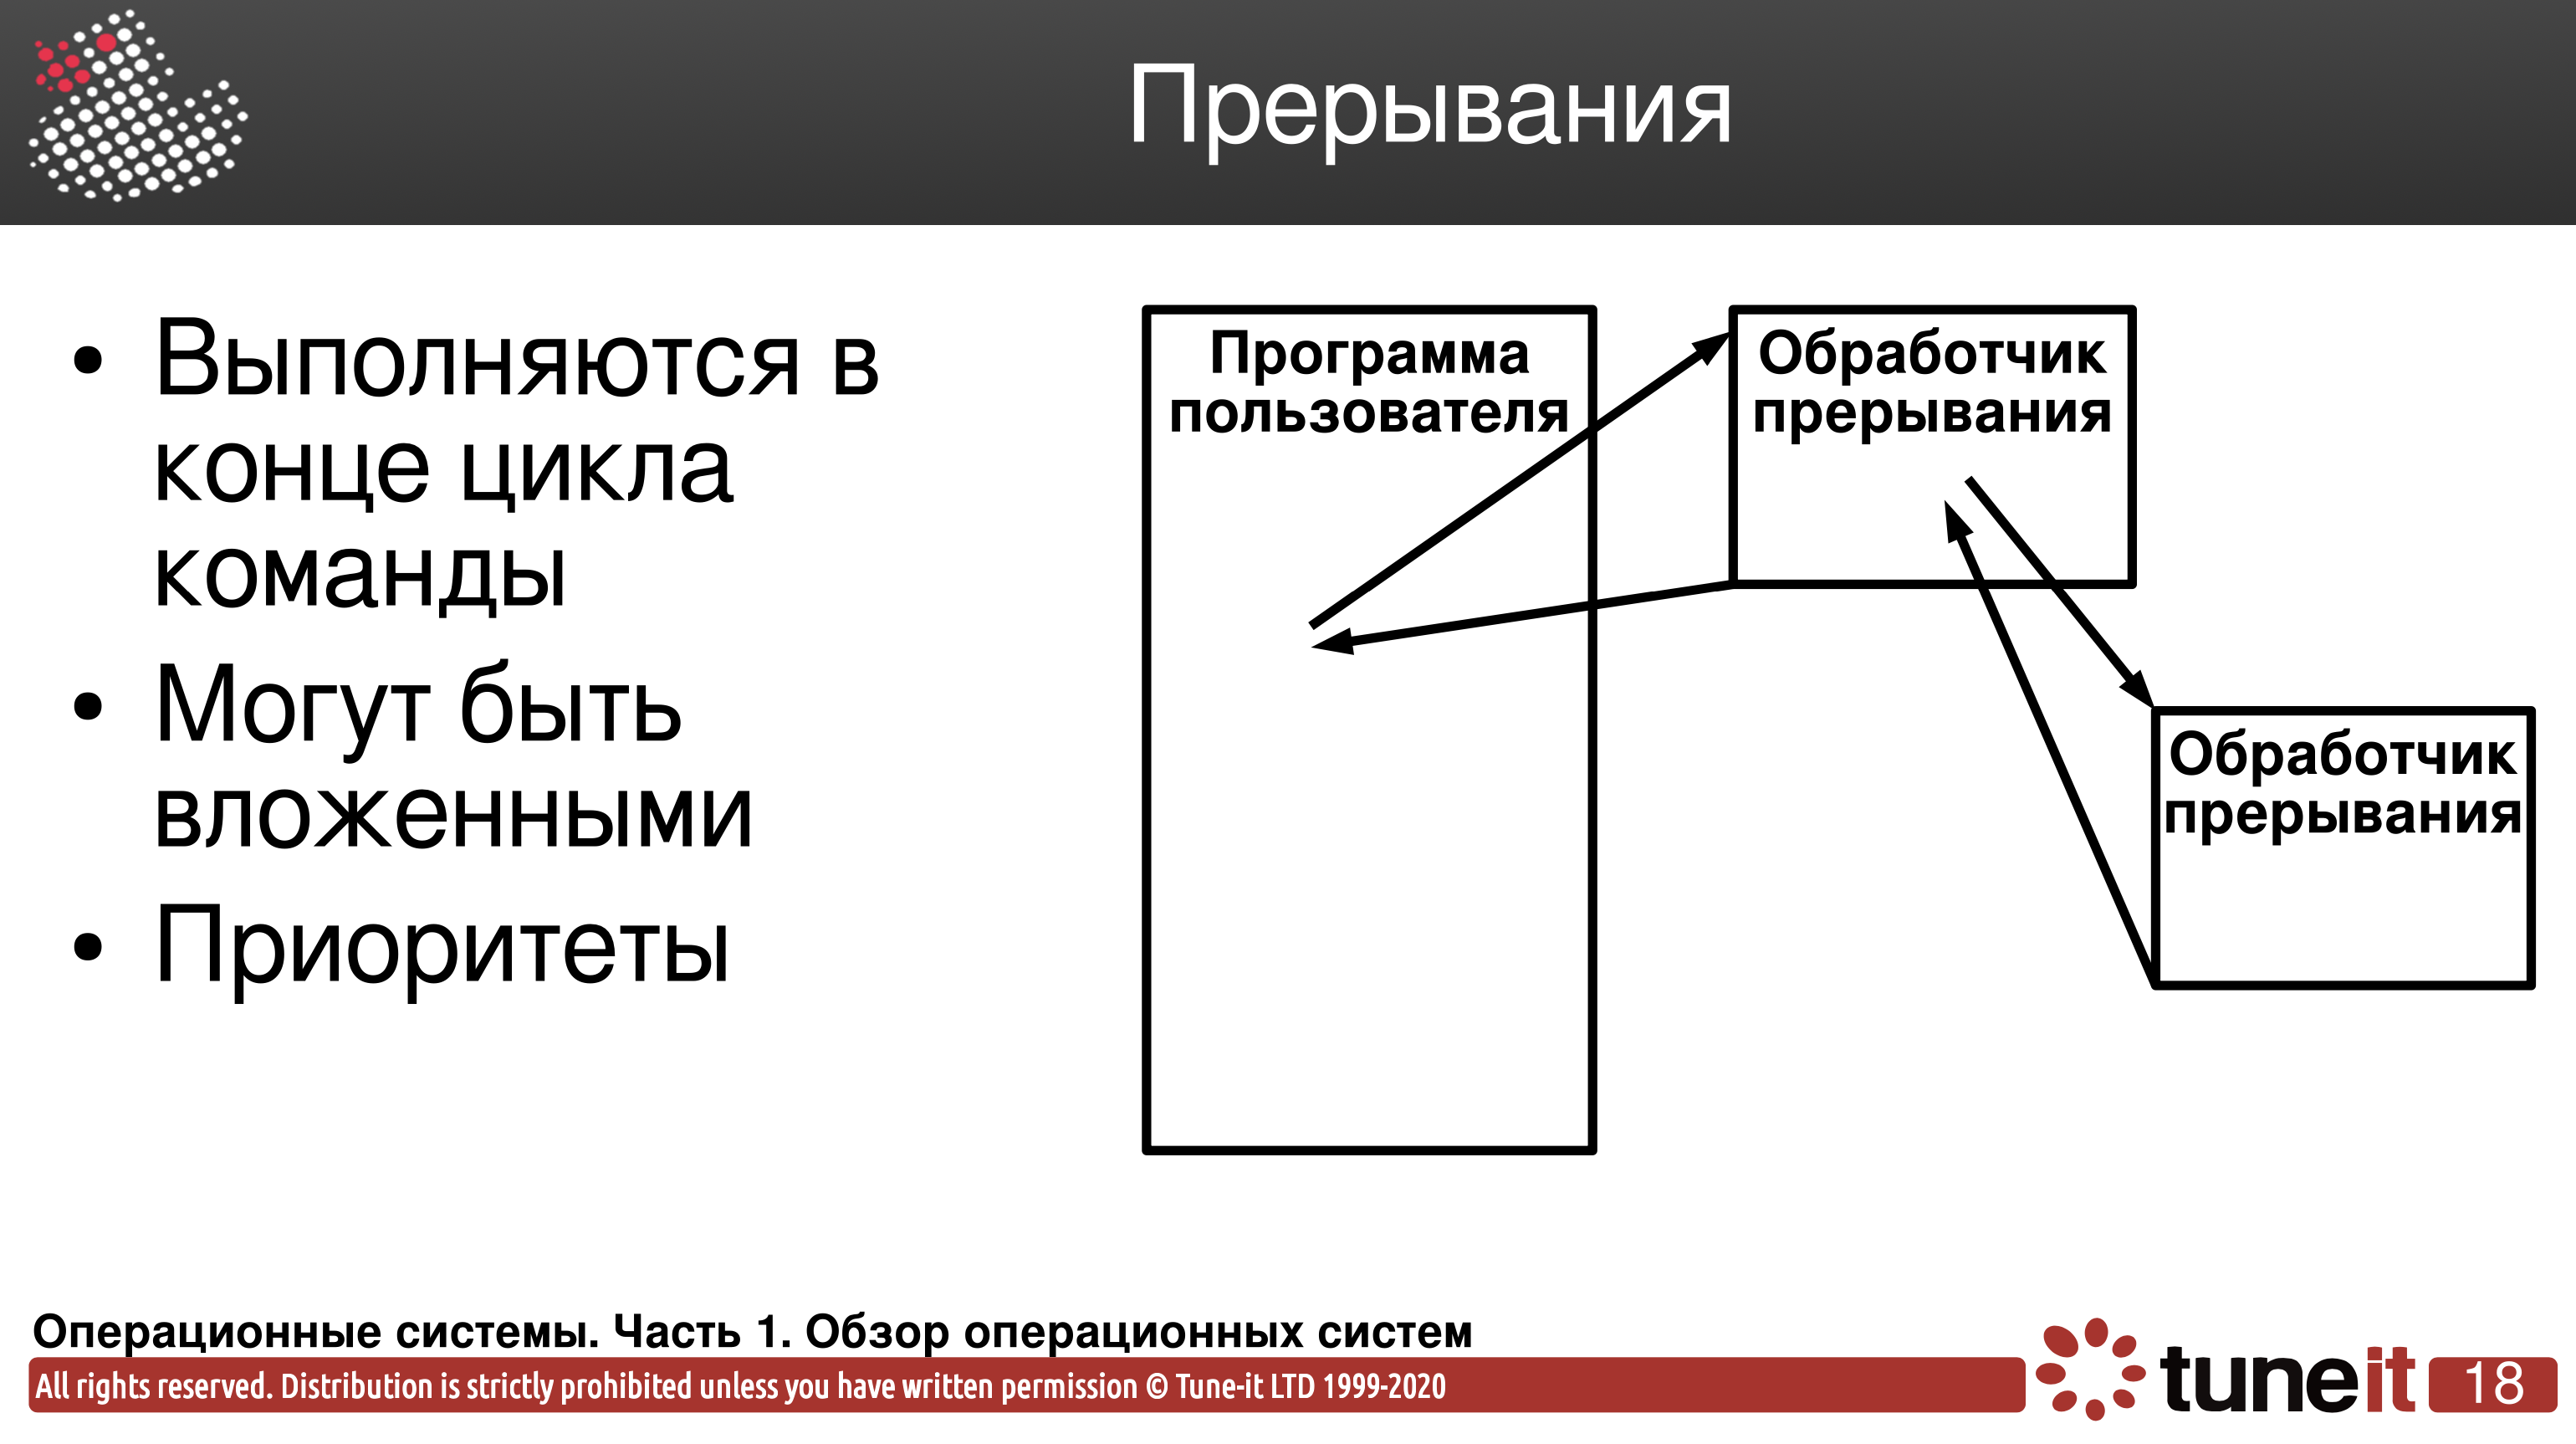 Прерывания
• Выполняются в
конце цикла
команды
• Могут быть
вложенными
• Приоритеты
Программа
пользователя
Обработчик
прерывания
Обработчик
прерывания
Операционные системы. Часть 1. Обзор операционных систем
All rights reserved. Distribution is strictly prohibited unless you have written permission © Tune-it LTD 1999-2020
tuneit
18